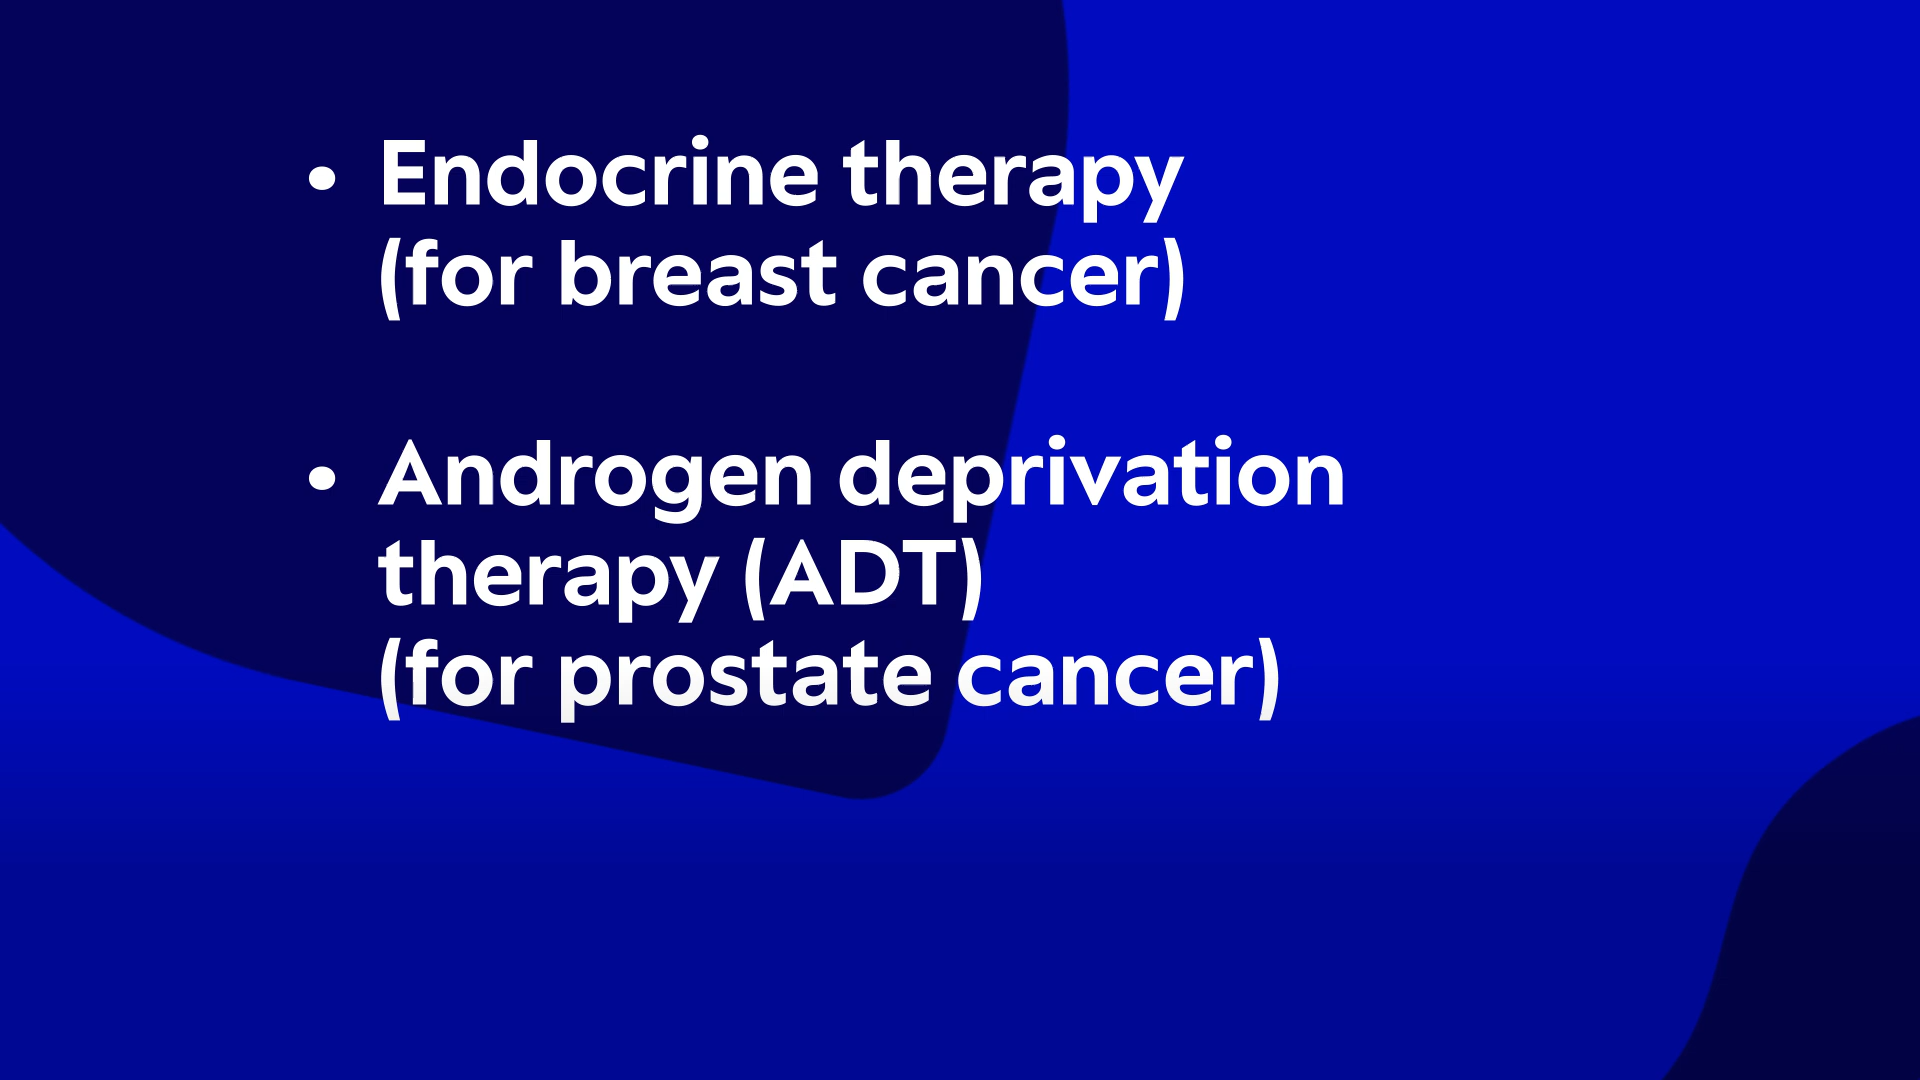 • Endocrine therapy
(for breast cancer)
• Androgen deprivation
therapy (ADT)
(for prostate cancer)